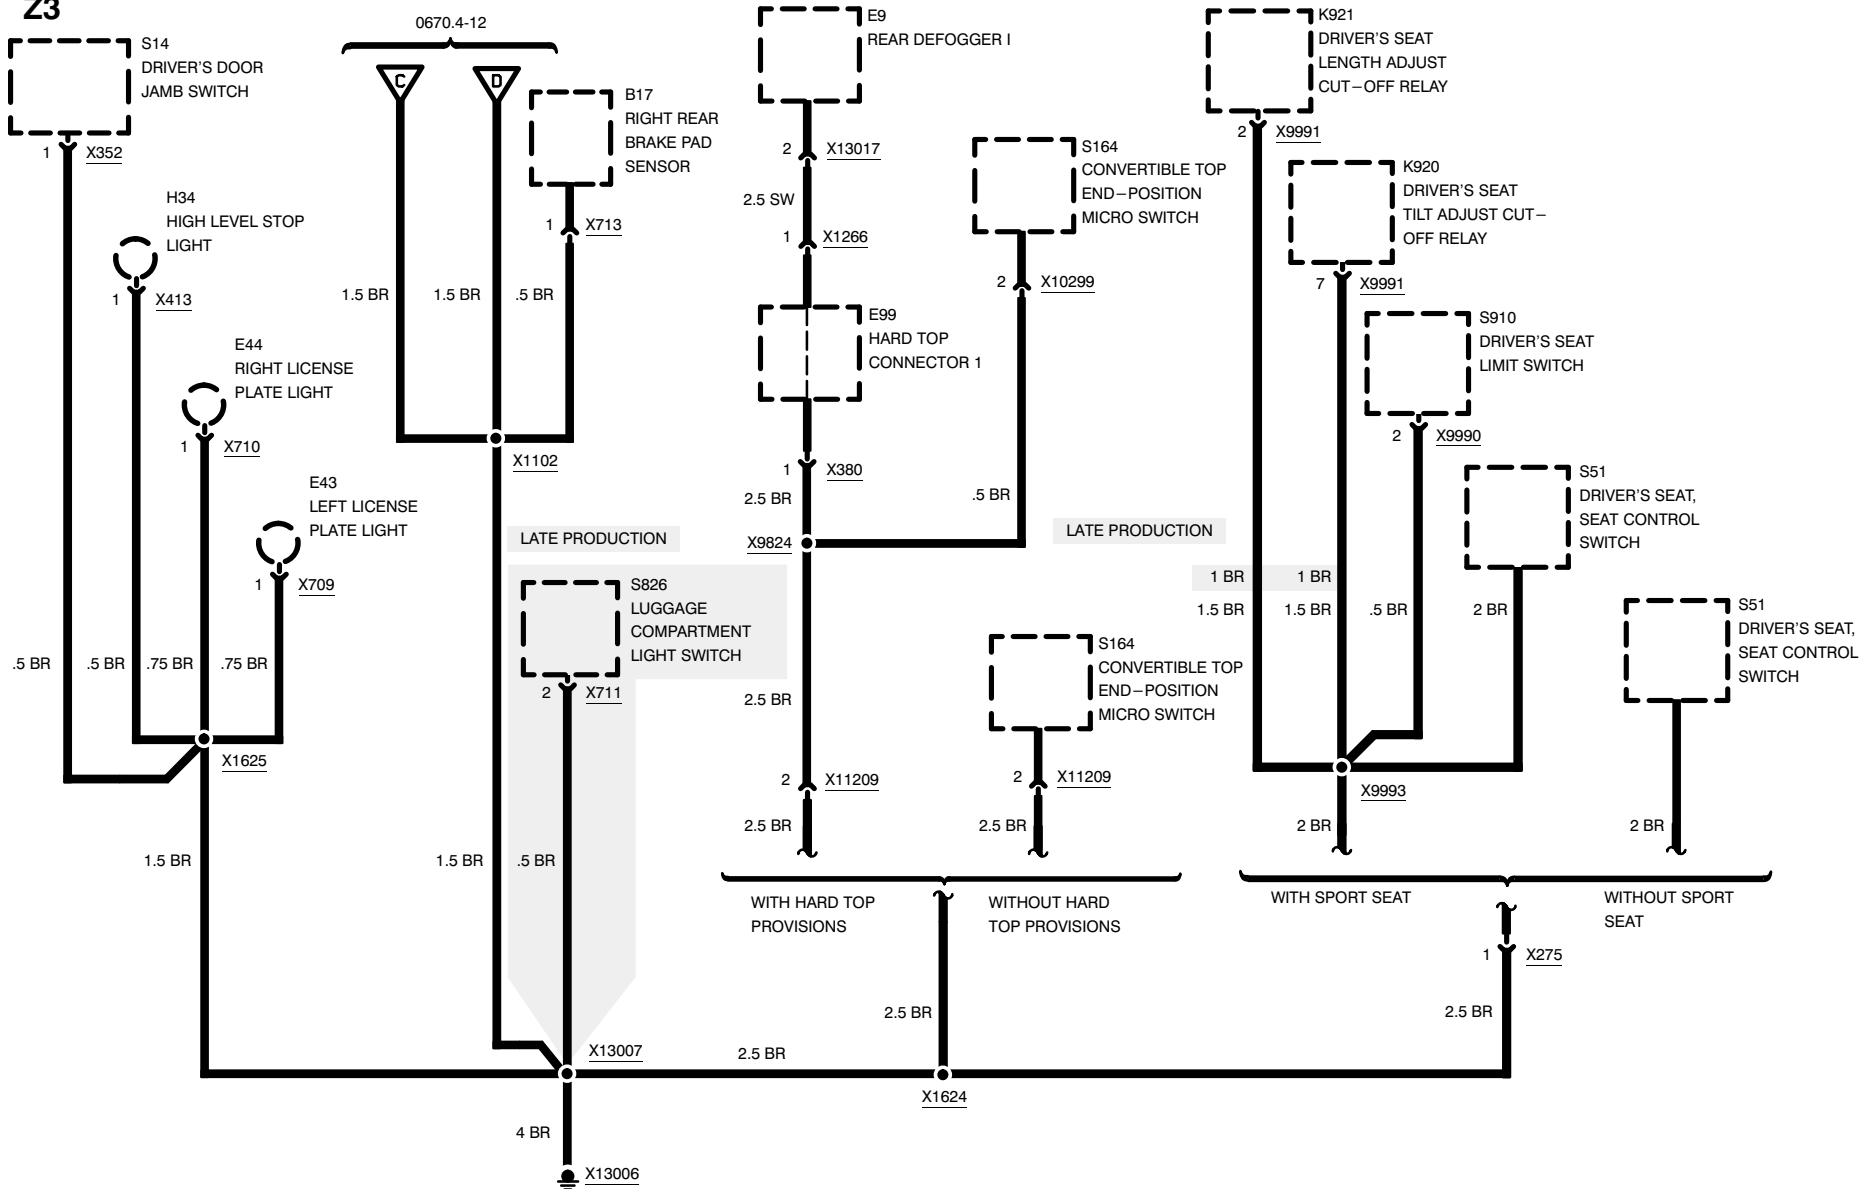 Z3
S14
DRIVER'S DOOR
JAMB SWITCH
1 X352
H34
HIGH LEVEL STOP
LIGHT
1 X413
E44
RIGHT LICENSE
PLATE LIGHT
1 X710
E43
LEFT LICENSE
PLATE LIGHT
1 X709
.5 BR
.5 BR
.75 BR
.75 BR
X1625
1.5 BR
0670.4-12
C
D
B17
RIGHT REAR
BRAKE PAD
SENSOR
1 X713
1.5 BR
1.5 BR
.5 BR
X1102
LATE PRODUCTION
S826
LUGGAGE
COMPARTMENT
LIGHT SWITCH
2 X711
1.5 BR
.5 BR
E9
REAR DEFOGGER I
2 X13017
2.5 SW
1 X1266
E99
HARD TOP
CONNECTOR 1
1 X380
2.5 BR
X9824
S164
CONVERTIBLE TOP
END-POSITION
MICRO SWITCH
2 X10299
.5 BR
2.5 BR
2 X11209
2.5 BR
S164
CONVERTIBLE TOP
END-POSITION
MICRO SWITCH
2 X11209
2.5 BR
WITH HARD TOP
PROVISIONS
WITHOUT HARD
TOP PROVISIONS
K921
DRIVER'S SEAT
LENGTH ADJUST
CUT-OFF RELAY
2 X9991
K920
DRIVER'S SEAT
TILT ADJUST CUT-
OFF RELAY
7 X9991
S910
DRIVER'S SEAT
LIMIT SWITCH
2 X9990
S51
DRIVER'S SEAT,
SEAT CONTROL
SWITCH
LATE PRODUCTION
1 BR
1 BR
1.5 BR
1.5 BR
.5 BR
2 BR
S51
DRIVER'S SEAT,
SEAT CONTROL
SWITCH
X9993
2 BR
2 BR
WITH SPORT SEAT
WITHOUT SPORT
SEAT
1 X275
2.5 BR
2.5 BR
X13007
2.5 BR
X1624
4 BR
X13006